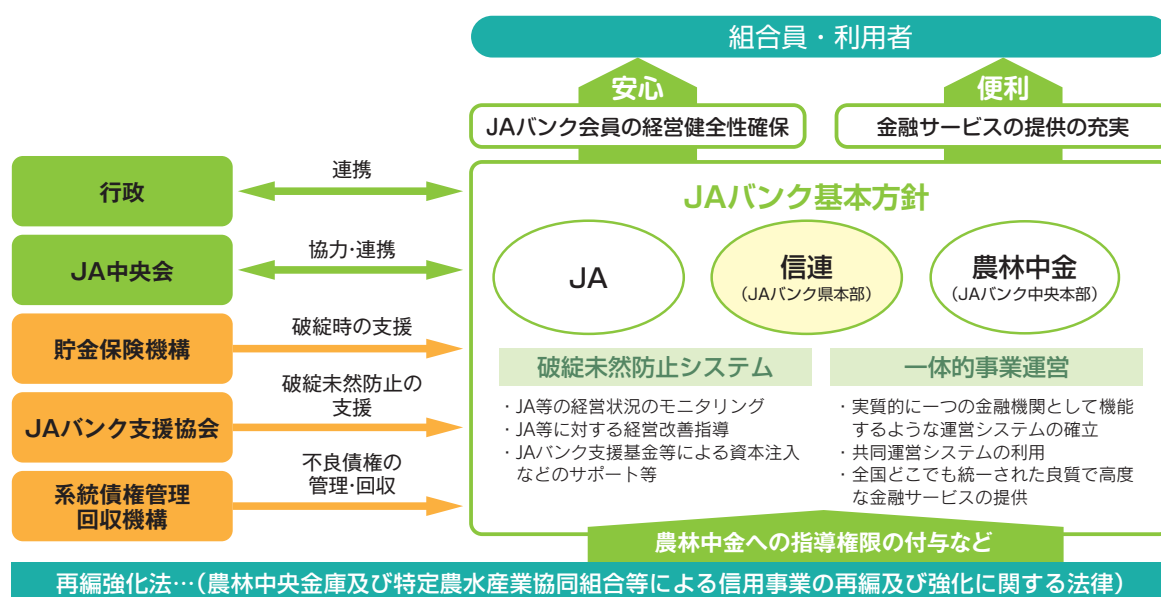 組合員・利用者
安心
便利
JAバンク会員の経営健全性確保
金融サービスの提供の充実
行政
連携
JA中央会
協力・連携
貯金保険機構
破綻時の支援
JAバンク支援協会
破綻未然防止の
支援
系統債権管理
回収機構
不良債権の
管理・回収
JAバンク基本方針
JA
信連
(JAバンク県本部)
農林中金
(JAバンク中央本部)
破綻未然防止システム
・JA等の経営状況のモニタリング
・JA等に対する経営改善指導
・JAバンク支援基金等による資本注入
などのサポート等
一体的事業運営
・実質的に一つの金融機関として機能
するような運営システムの確立
・共同運営システムの利用
・全国どこでも統一された良質で高度
な金融サービスの提供
農林中金への指導権限の付与など
再編強化法…(農林中央金庫及び特定農水産業協同組合等による信用事業の再編及び強化に関する法律)